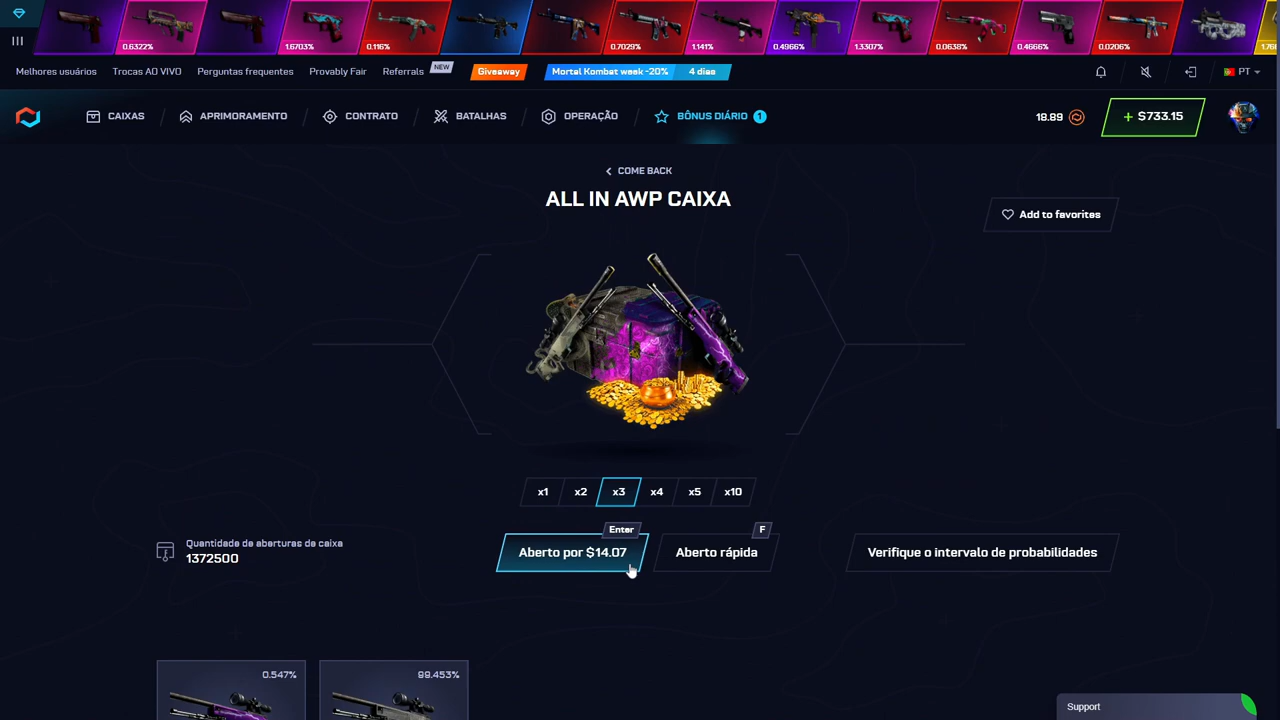 0.6322%
1.6703%
0.116%
0.7029%
1.141%
0.4966%
1.3307%
0.0638%
0.4666%
0.0206%
Melhores usuários
Trocas AO VIVO
Perguntas frequentes
Provably Fair
Referrals
NEW
Giveaway
Mortal Kombat week -20%
4 dias
PT
CAIXAS
APRIMORAMENTO
CONTRATO
BATALHAS
OPERAÇÃO
BÔNUS DIÁRIO
1
18.89
+ $733.15
COME BACK
ALL IN AWP CAIXA
Add to favorites
x1
x2
x3
x4
x5
x10
Quantidade de aberturas de caixa
1372500
Enter
Aberto por $14.07
F
Aberto rápida
Verifique o intervalo de probabilidades
0.547%
99.453%
Support